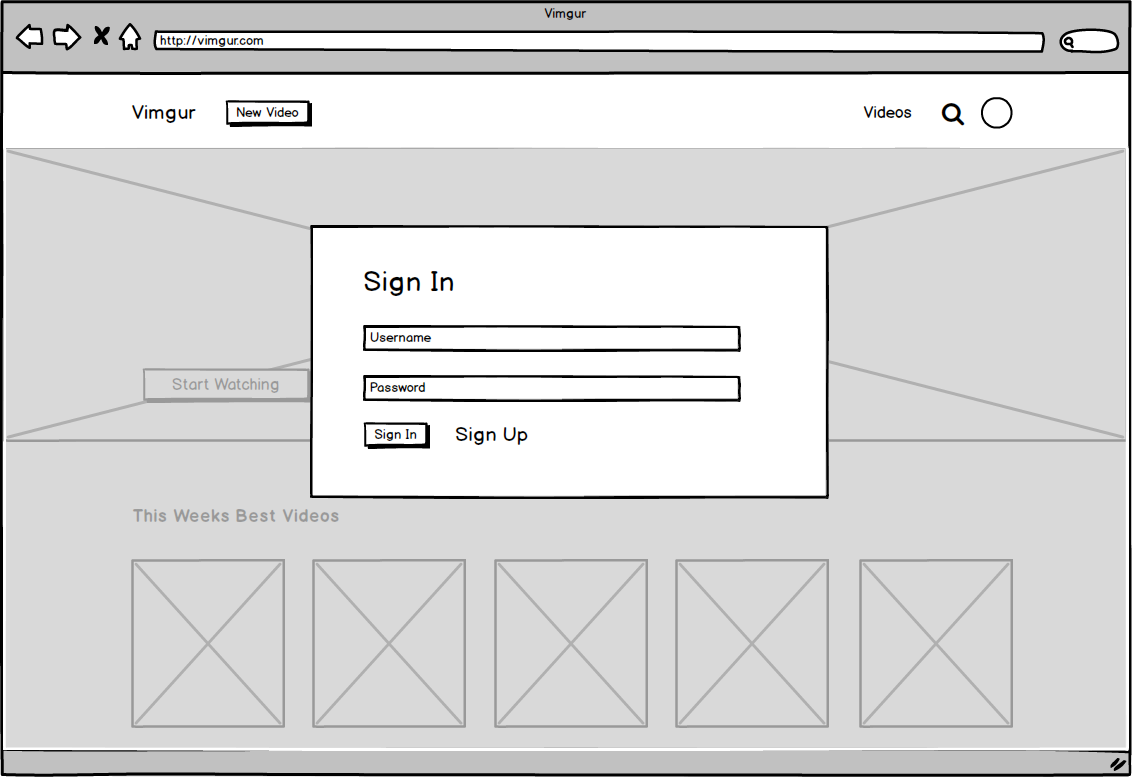 Vimgur
http://vimgur.com
Vimgur
New Video
Videos
Sign In
Username
Start Watching
Password
Sign In
Sign Up
This Weeks Best Videos